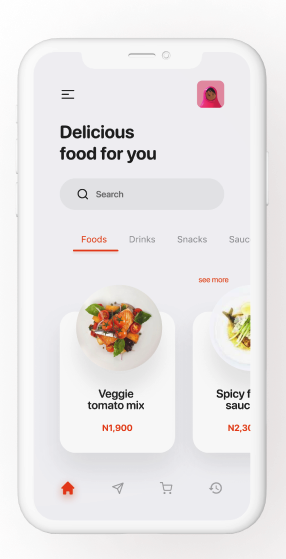 Delicious
food for you
Search
Foods Drinks Snacks Sauc
see more
Veggie
tomato mix
N1,900
Spicy f
sauc
N2,30